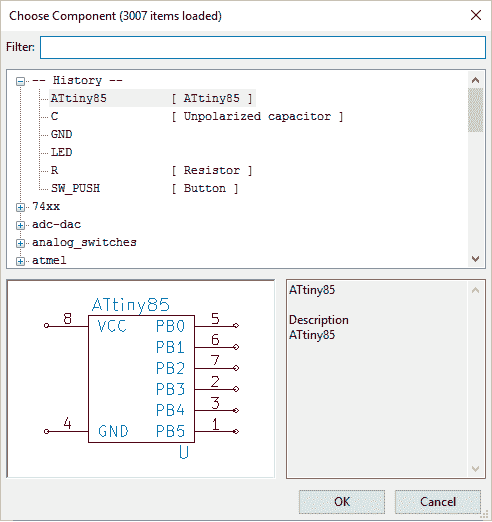 Choose Component (3007 items loaded)
Filter:
-- History --
ATtiny85 [ ATtiny85 ]
C [ Unpolarized capacitor ]
GND
LED
R [ Resistor ]
SW_PUSH [ Button ]
74xx
adc-dac
analog_switches
atmel
ATtiny85
8 VCC PB0 5
PB1 6
PB2 7
PB3 2
PB4 3
4 GND PB5 1
U
ATtiny85
Description
ATtiny85
OK Cancel